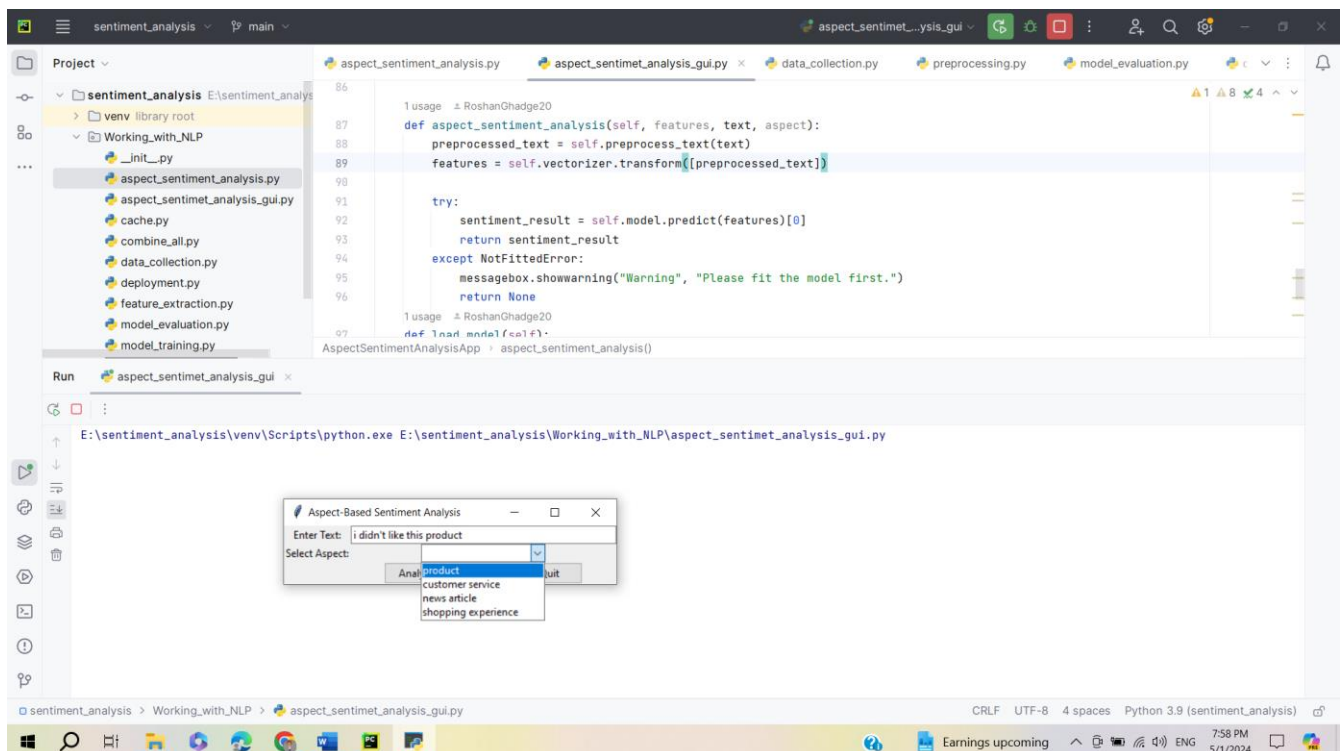 sentiment_analysis
main
aspect_sentimet_...ysis_gui
Project
aspect_sentiment_analysis.py
aspect_sentimet_analysis_gui.py
data_collection.py
preprocessing.py
model_evaluation.py
sentiment_analysis E:\sentiment_analys
venv library root
Working_with_NLP
__init__.py
aspect_sentiment_analysis.py
aspect_sentimet_analysis_gui.py
cache.py
combine_all.py
data_collection.py
deployment.py
feature_extraction.py
model_evaluation.py
model_training.py
1 8 4
86
1 usage RoshanGhadge20
87 def aspect_sentiment_analysis(self, features, text, aspect):
88 preprocessed_text = self.preprocess_text(text)
89 features = self.vectorizer.transform([preprocessed_text])
90
91 try:
92 sentiment_result = self.model.predict(features)[0]
93 return sentiment_result
94 except NotFittedError:
95 messagebox.showwarning("Warning", "Please fit the model first.")
96 return None
1 usage RoshanGhadge20
97 def load_model(self):
AspectSentimentAnalysisApp › aspect_sentiment_analysis()
Run aspect_sentimet_analysis_gui
E:\sentiment_analysis\venv\Scripts\python.exe E:\sentiment_analysis\Working_with_NLP\aspect_sentimet_analysis_gui.py
Aspect-Based Sentiment Analysis
Enter Text: i didn't like this product
Select Aspect:
product
customer service
news article
shopping experience
sentiment_analysis > Working_with_NLP > aspect_sentimet_analysis_gui.py
CRLF UTF-8 4 spaces Python 3.9 (sentiment_analysis)
Earnings upcoming
ENG
7:58 PM
5/1/2024